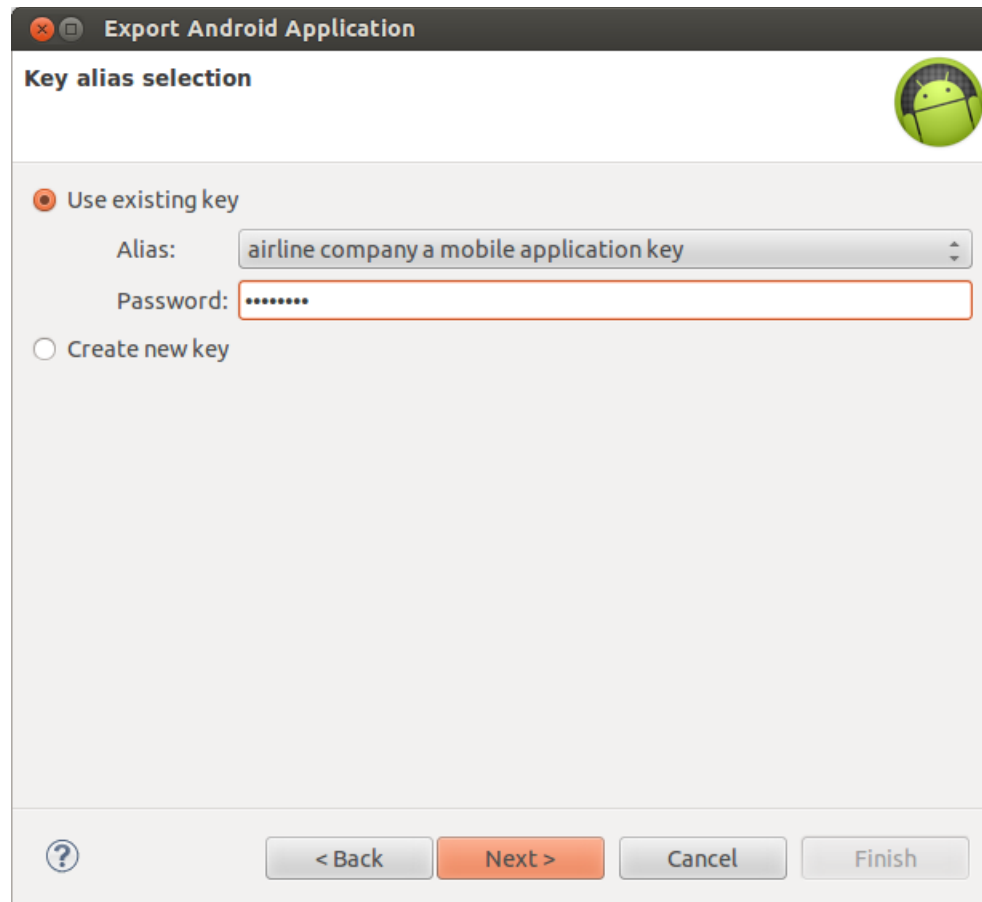 Export Android Application
Key alias selection
Use existing key
Alias: airline company a mobile application key
Password: ••••••••
Create new key
? < Back Next > Cancel Finish